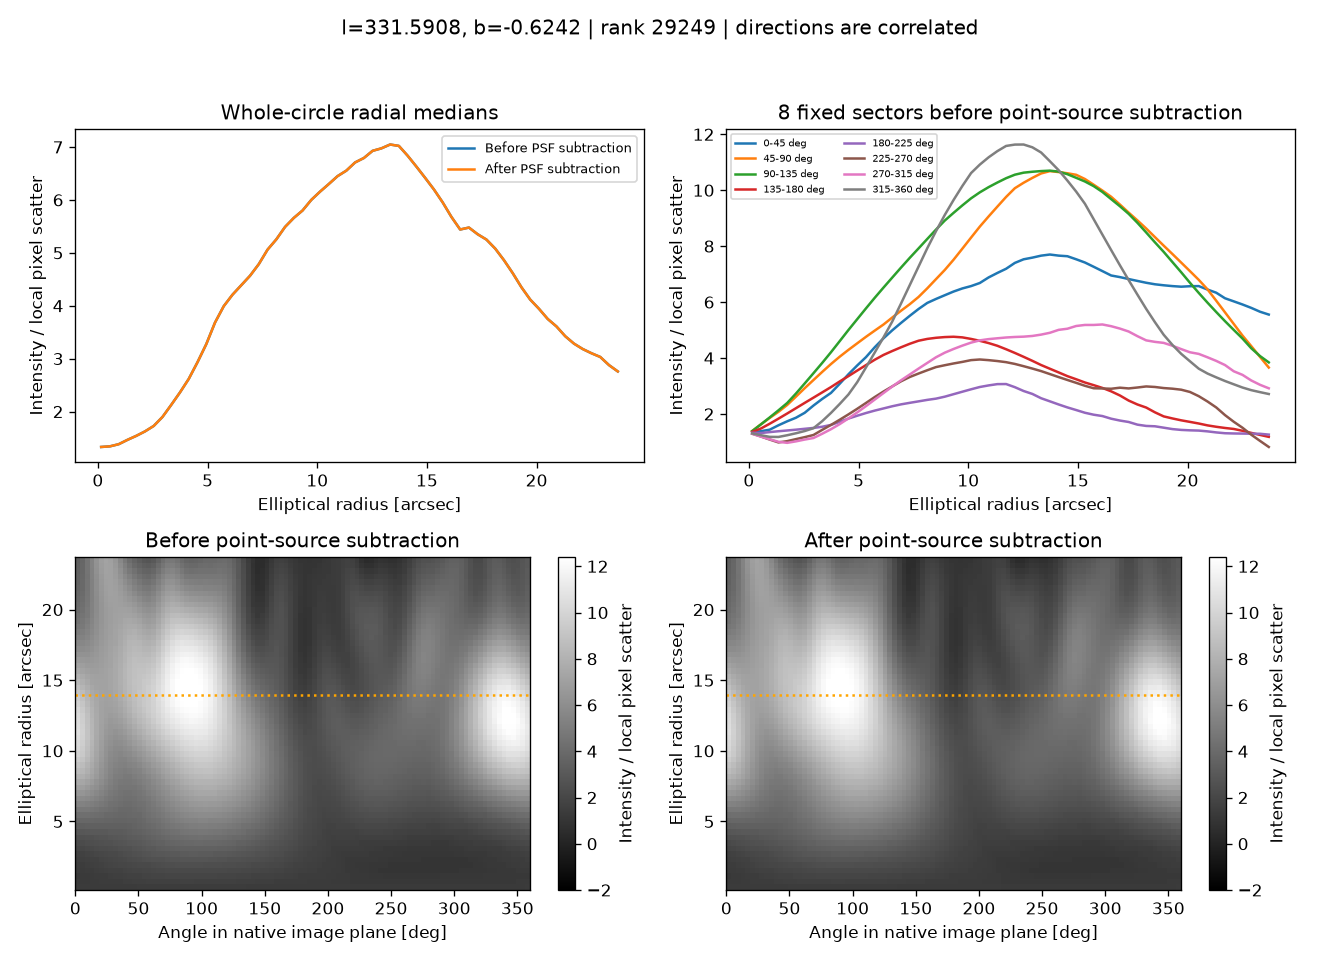 l=331.5908, b=-0.6242 | rank 29249 | directions are correlated
Whole-circle radial medians
Intensity / local pixel scatter
7
6
5
4
3
2
Before PSF subtraction
After PSF subtraction
0 5 10 15 20
Elliptical radius [arcsec]
8 fixed sectors before point-source subtraction
Intensity / local pixel scatter
12
10
8
6
4
2
0-45 deg
45-90 deg
90-135 deg
135-180 deg
180-225 deg
225-270 deg
270-315 deg
315-360 deg
0 5 10 15 20
Elliptical radius [arcsec]
Before point-source subtraction
Elliptical radius [arcsec]
20
15
10
5
0 50 100 150 200 250 300 350
Angle in native image plane [deg]
12
10
8
6
4
2
0
−2
Intensity / local pixel scatter
After point-source subtraction
Elliptical radius [arcsec]
20
15
10
5
0 50 100 150 200 250 300 350
Angle in native image plane [deg]
12
10
8
6
4
2
0
−2
Intensity / local pixel scatter